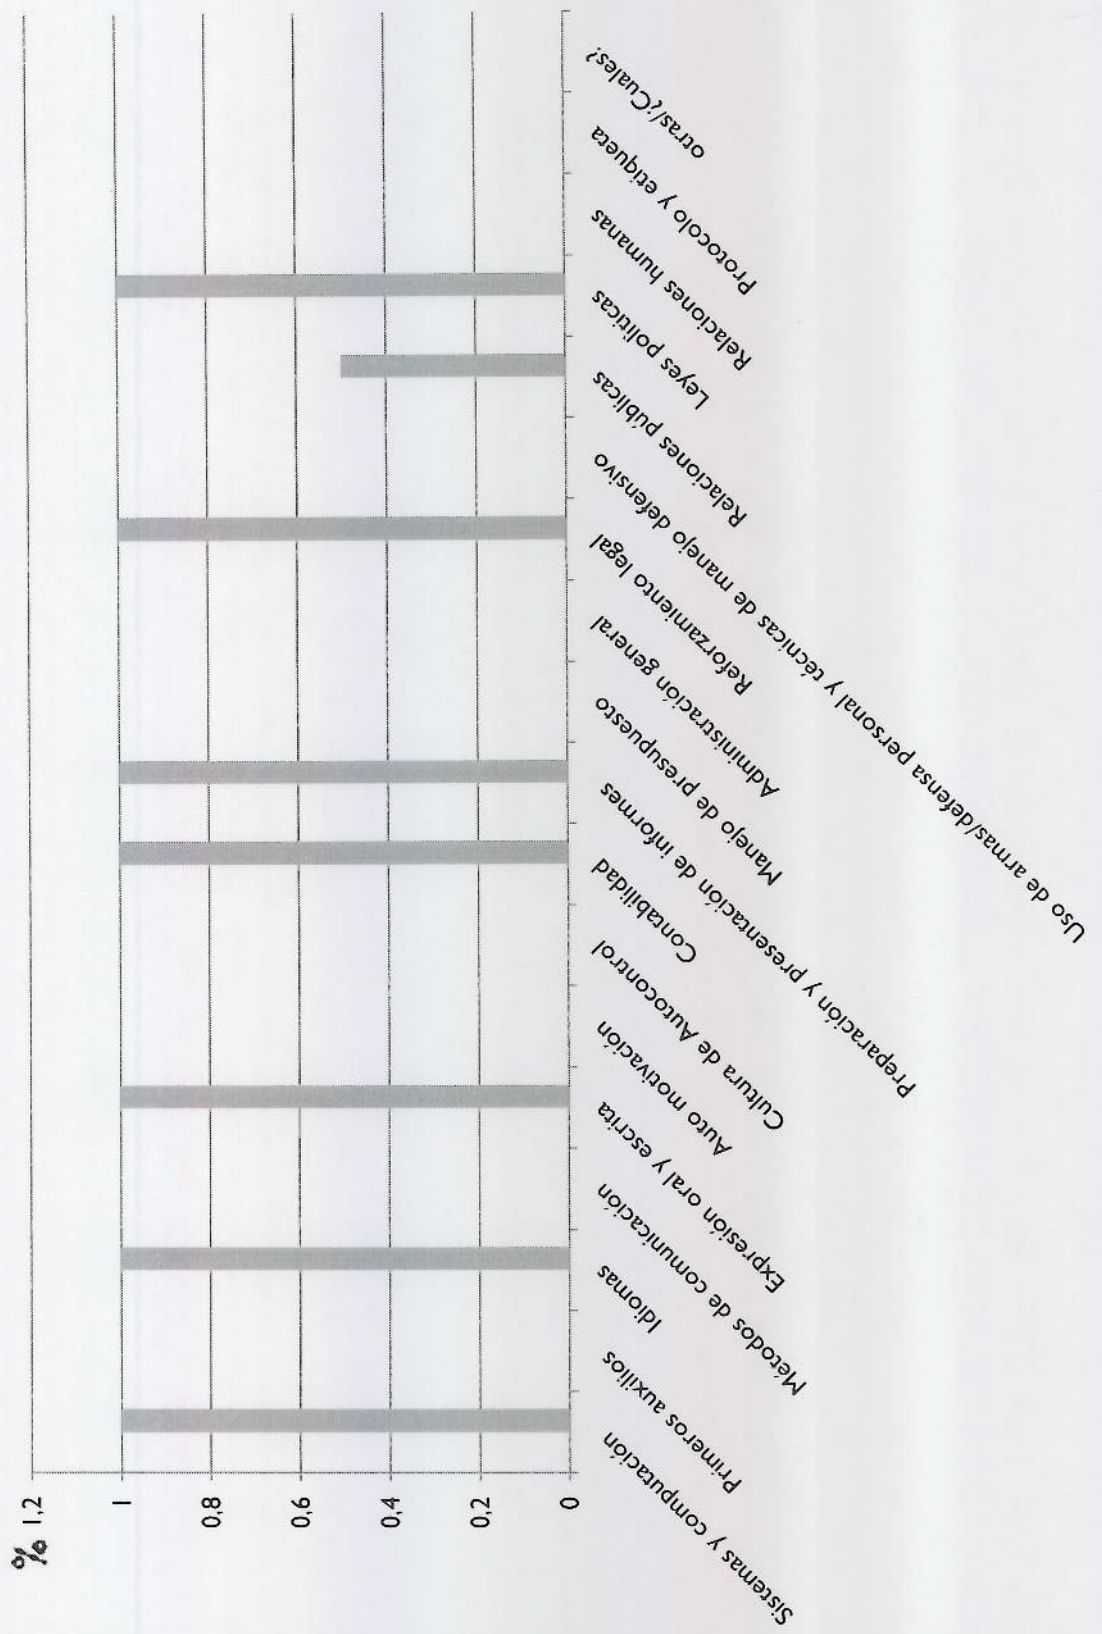 % 1,2
1
0,8
0,6
0,4
0,2
0
Sistemas y computación
Primeros auxilios
Idiomas
Métodos de comunicación
Expresión oral y escrita
Auto motivación
Cultura de Autocontrol
Contabilidad
Preparación y presentación de informes
Manejo de presupuesto
Administración general
Reforzamiento legal
Uso de armas/defensa personal y técnicas de manejo defensivo
Relaciones públicas
Leyes políticas
Relaciones humanas
Protocolo y etiqueta
otras/¿Cuales?